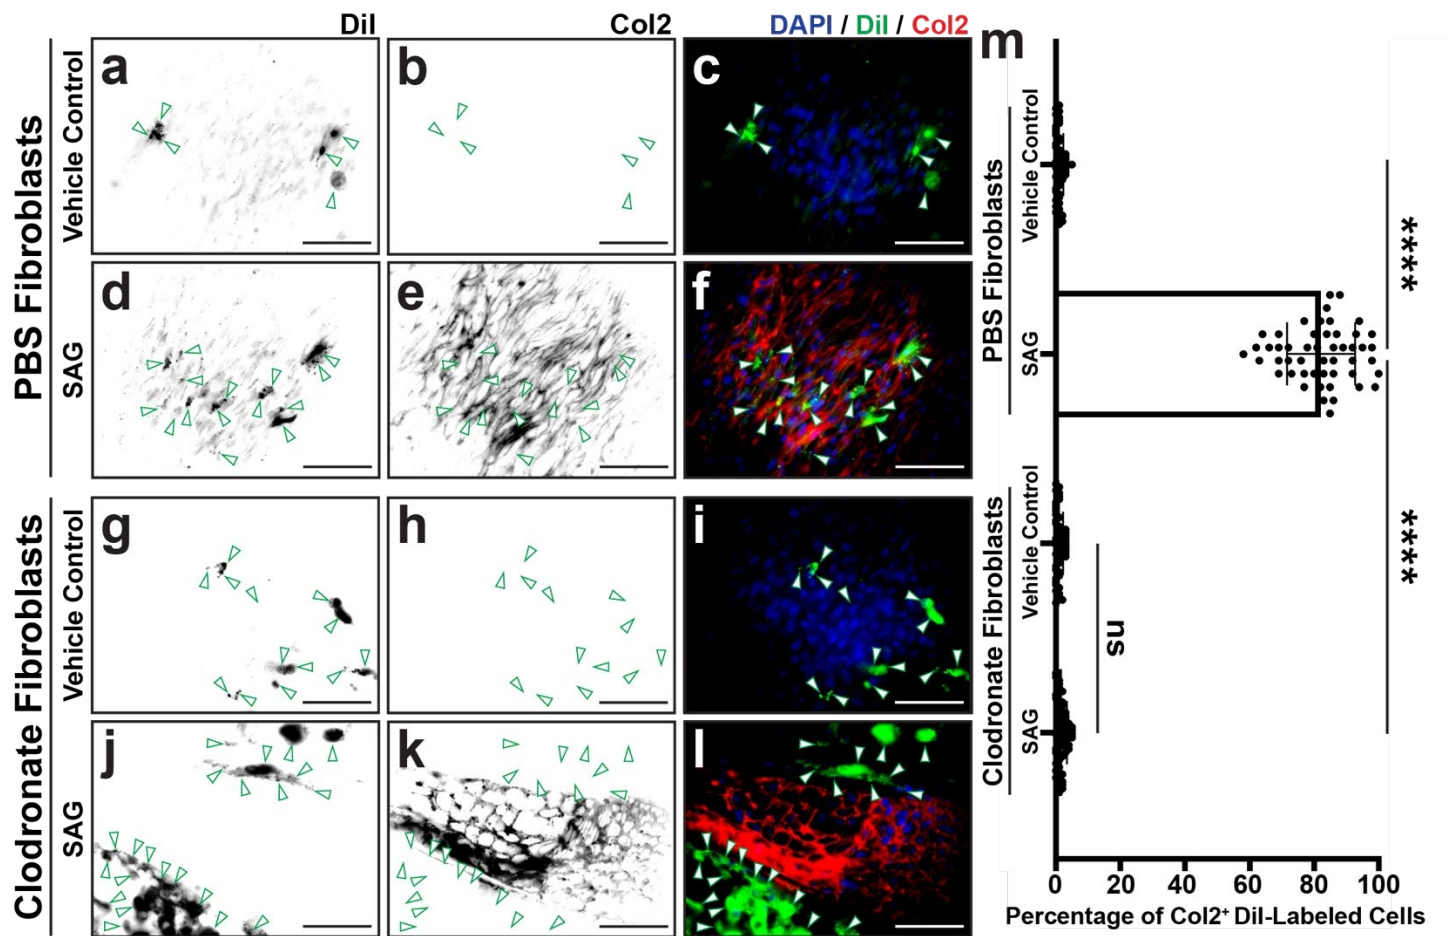 DiI
Col2
DAPI / DiI / Col2
m
PBS Fibroblasts
Vehicle Control
a
b
c
SAG
d
e
f
Clodronate Fibroblasts
Vehicle Control
g
h
i
SAG
j
k
l
PBS Fibroblasts
Vehicle Control
SAG
Clodronate Fibroblasts
Vehicle Control
SAG
****
****
ns
0 20 40 60 80 100
Percentage of Col2⁺ DiI-Labeled Cells